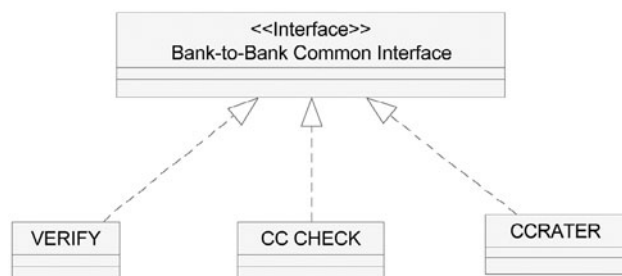 <<Interface>>
Bank-to-Bank Common Interface
VERIFY
CC CHECK
CCRATER